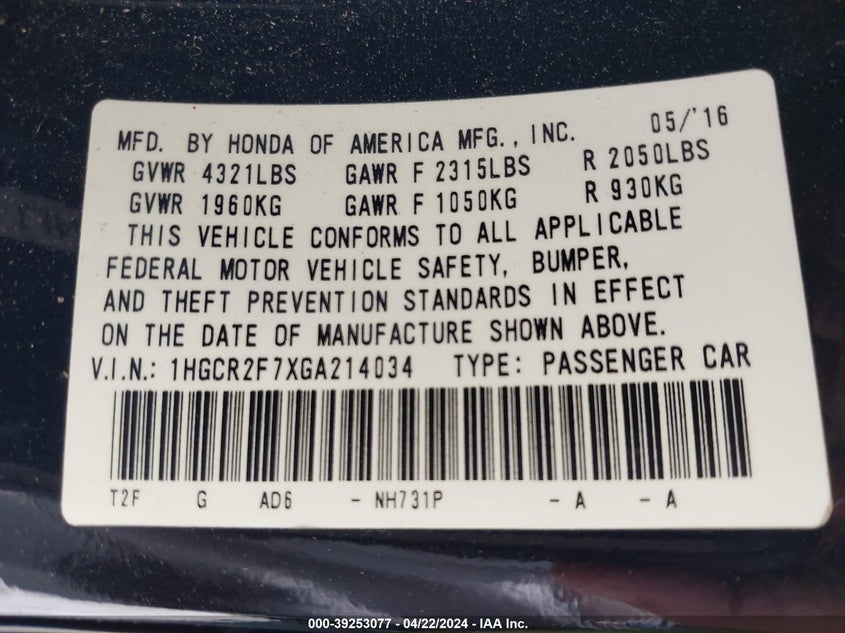 MFD. BY HONDA OF AMERICA MFG., INC. 05/'16
GVWR 4321LBS GAWR F 2315LBS R 2050LBS
GVWR 1960KG GAWR F 1050KG R 930KG
THIS VEHICLE CONFORMS TO ALL APPLICABLE
FEDERAL MOTOR VEHICLE SAFETY, BUMPER,
AND THEFT PREVENTION STANDARDS IN EFFECT
ON THE DATE OF MANUFACTURE SHOWN ABOVE.
V.I.N.: 1HGCR2F7XGA214034 TYPE: PASSENGER CAR
T2F G AD6 - NH731P - A - A
000-39253077 - 04/22/2024 - IAA Inc.